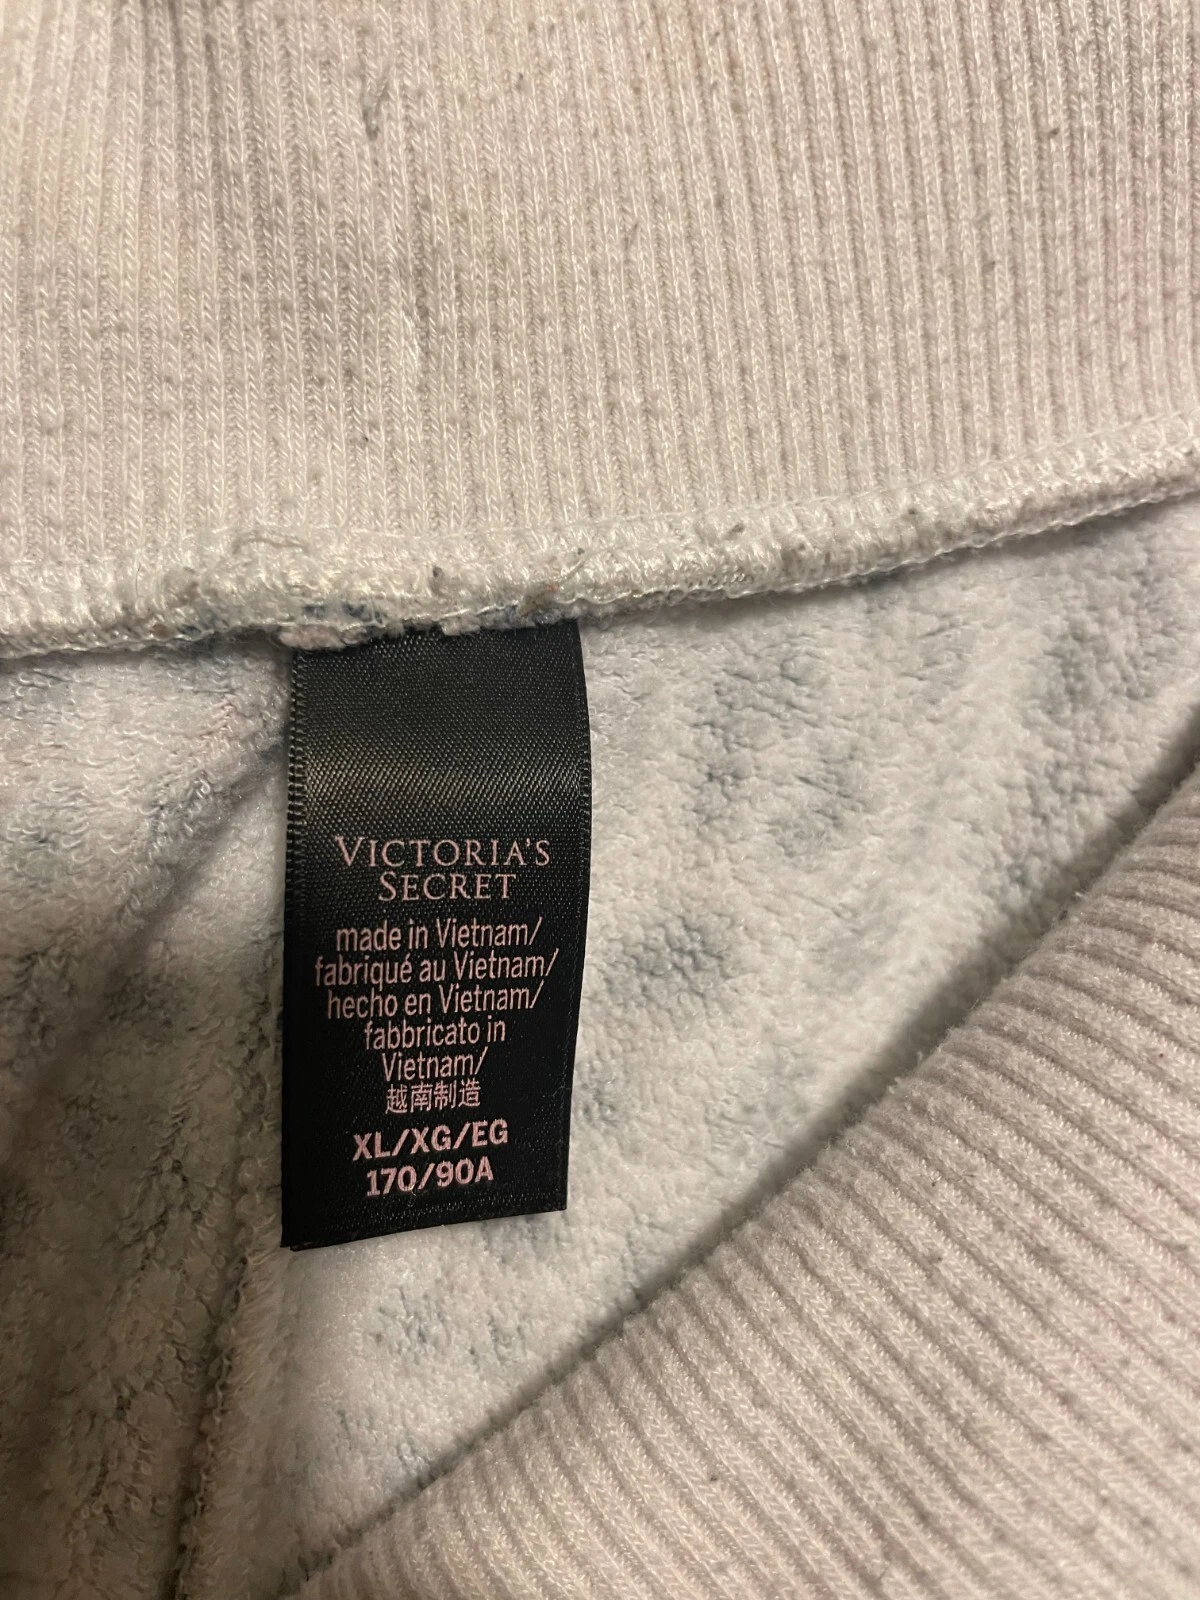 VICTORIA'S
SECRET
made in Vietnam/
fabriqué au Vietnam/
hecho en Vietnam/
fabbricato in
Vietnam/
越南制造
XL/XG/EG
170/90A